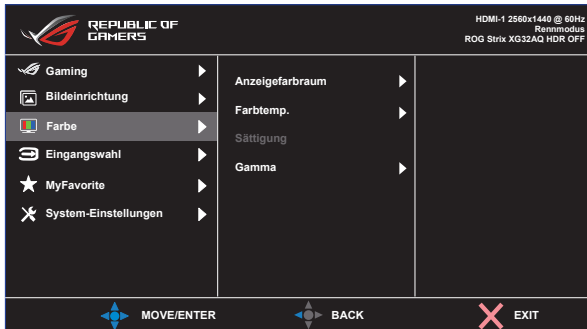 REPUBLIC OF
GAMERS
HDMI-1 2560x1440 @ 60Hz
Rennmodus
ROG Strix XG32AQ HDR OFF
Gaming
Bildeinrichtung
Farbe
Eingangswahl
MyFavorite
System-Einstellungen
Anzeigefarbraum
Farbtemp.
Sättigung
Gamma
MOVE/ENTER
BACK
EXIT